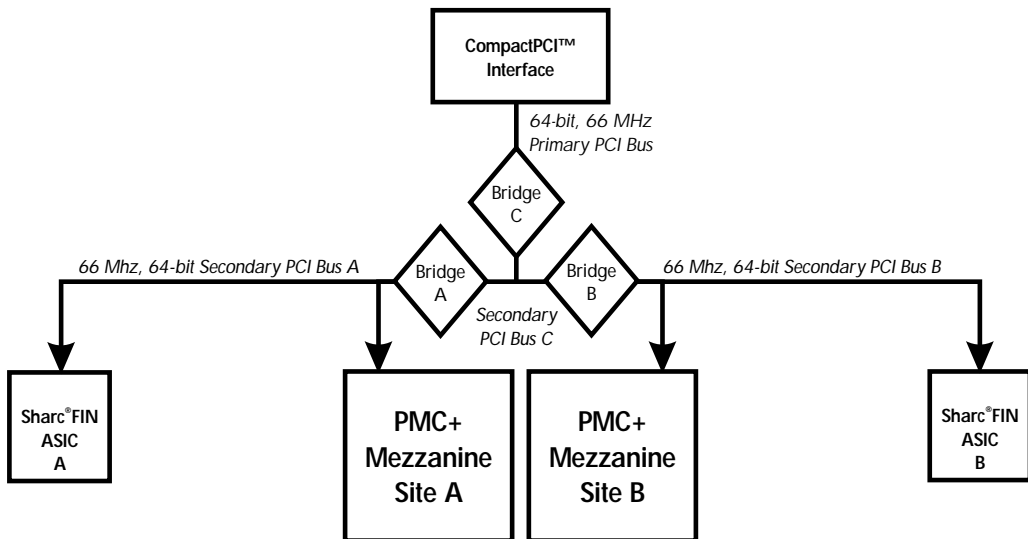 CompactPCI™
Interface
64-bit, 66 MHz
Primary PCI Bus
Bridge
C
66 Mhz, 64-bit Secondary PCI Bus A
Bridge
A
Bridge
B
66 Mhz, 64-bit Secondary PCI Bus B
Secondary
PCI Bus C
Sharc®FIN
ASIC
A
PMC+
Mezzanine
Site A
PMC+
Mezzanine
Site B
Sharc®FIN
ASIC
B